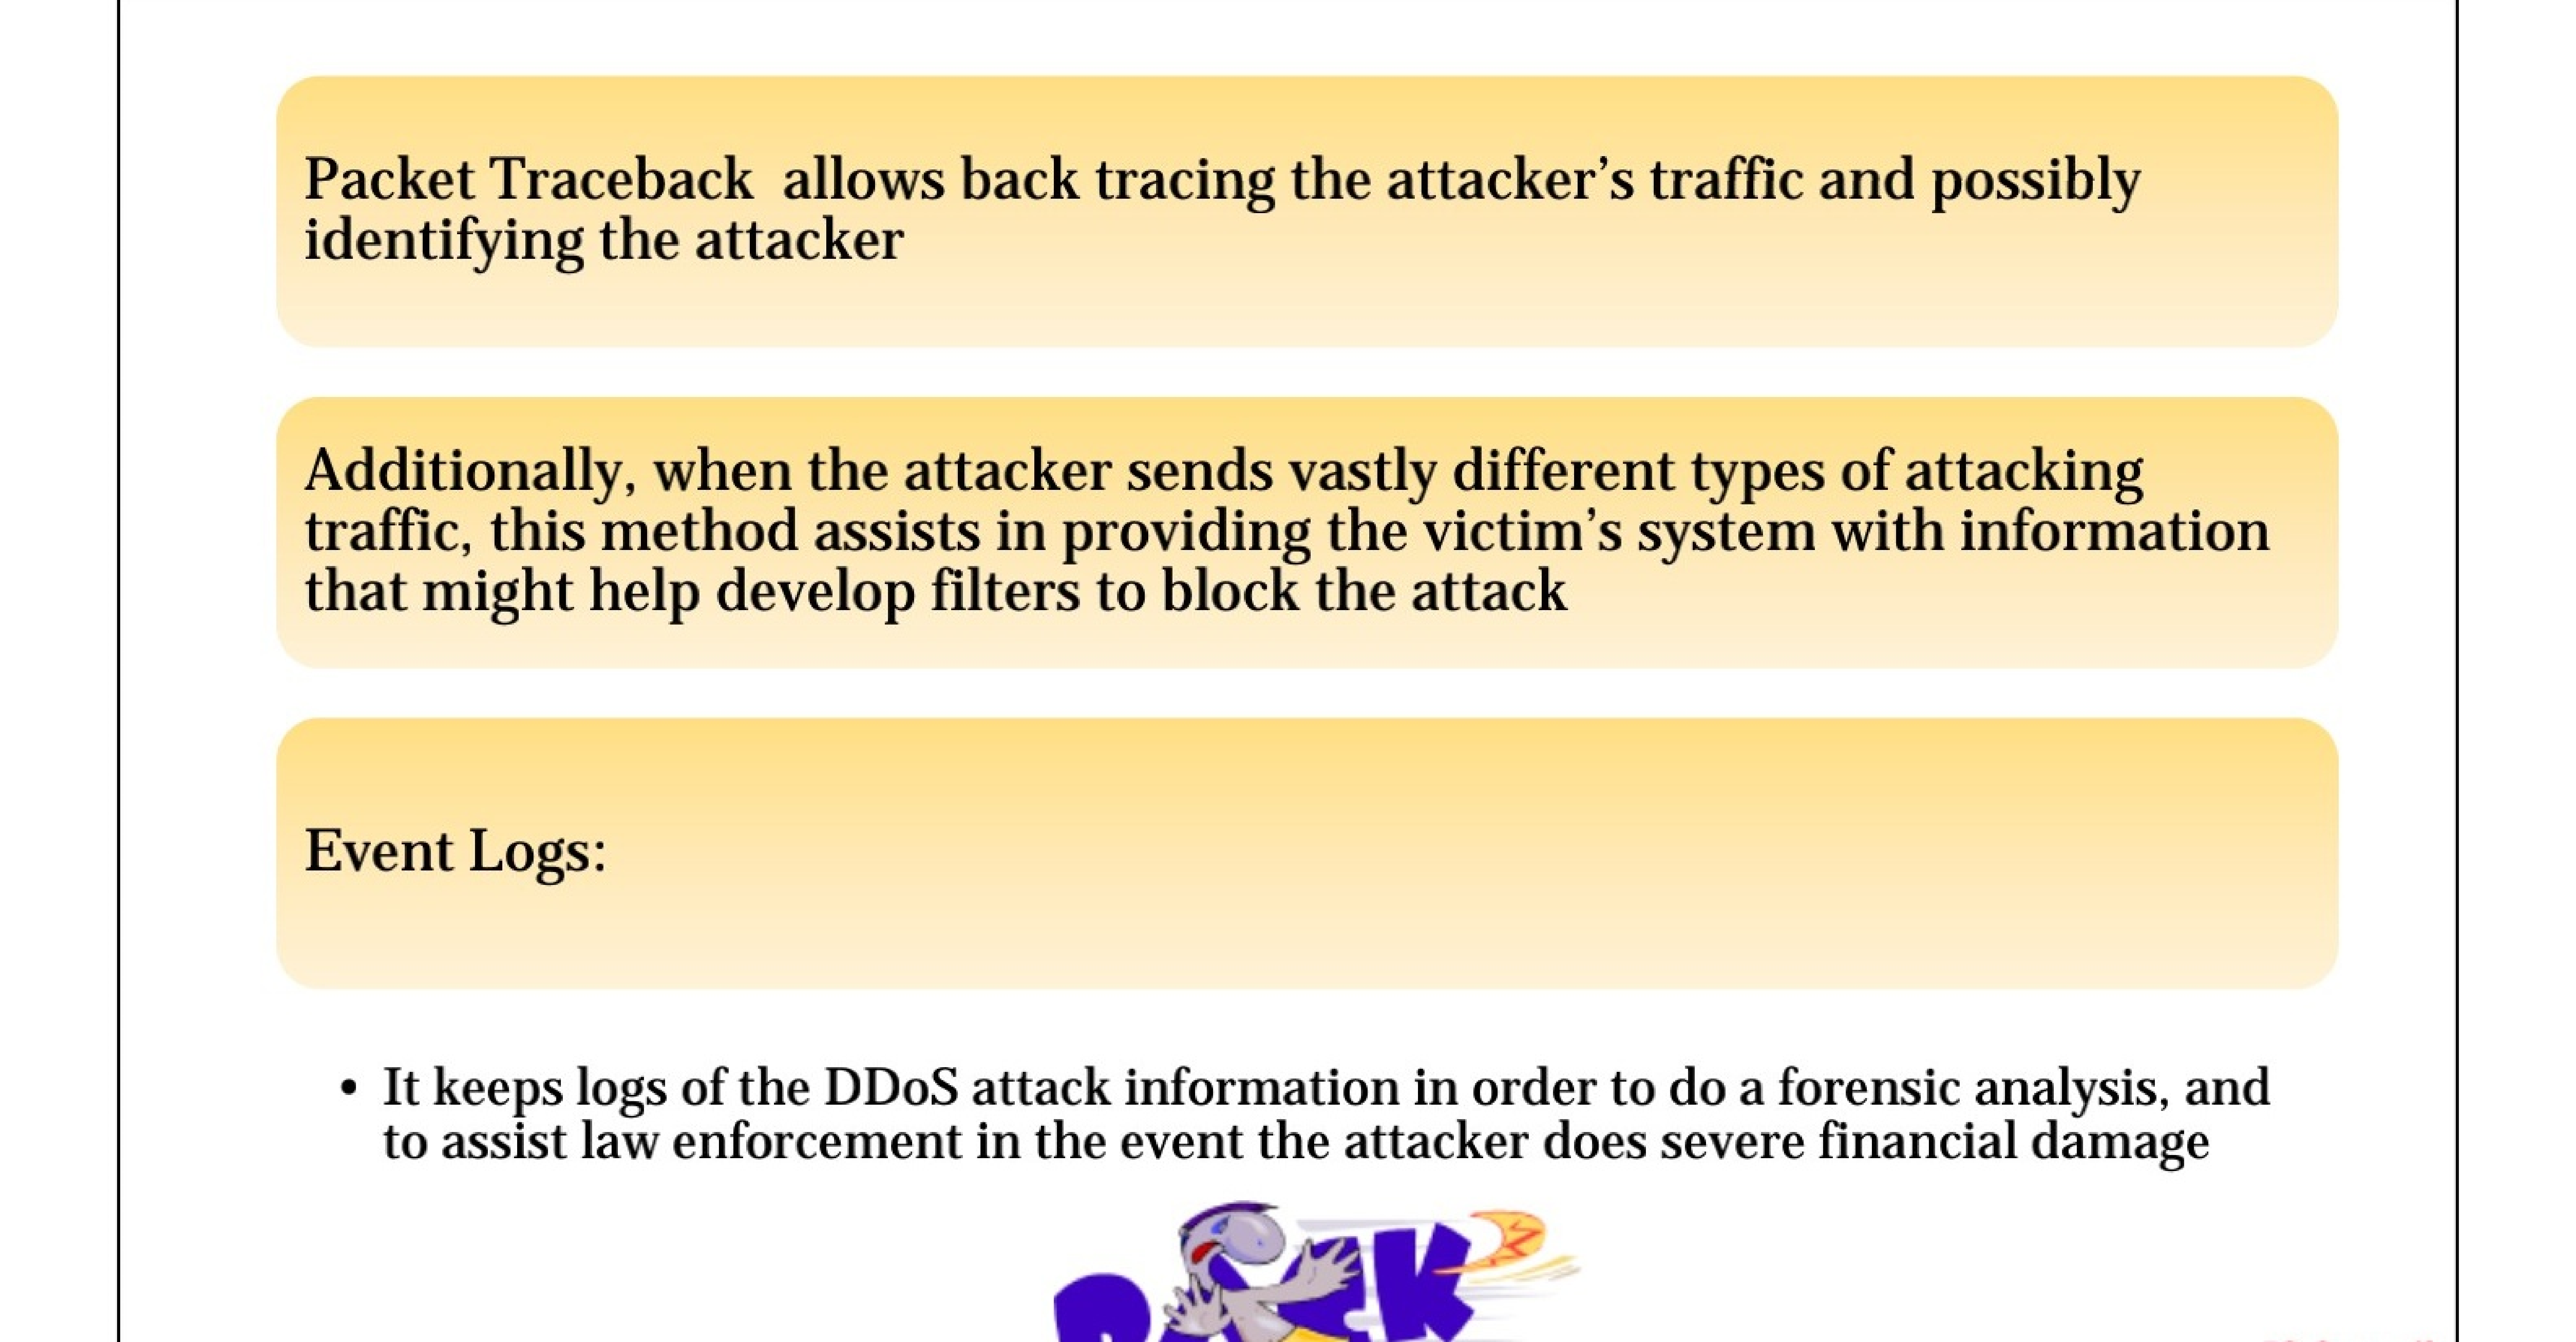 Packet Traceback  allows back tracing the attacker’s traffic and possibly
identifying the attacker
Additionally, when the attacker sends vastly different types of attacking
traffic, this method assists in providing the victim’s system with information
that might help develop filters to block the attack
Event Logs:
• It keeps logs of the DDoS attack information in order to do a forensic analysis, and
to assist law enforcement in the event the attacker does severe financial damage